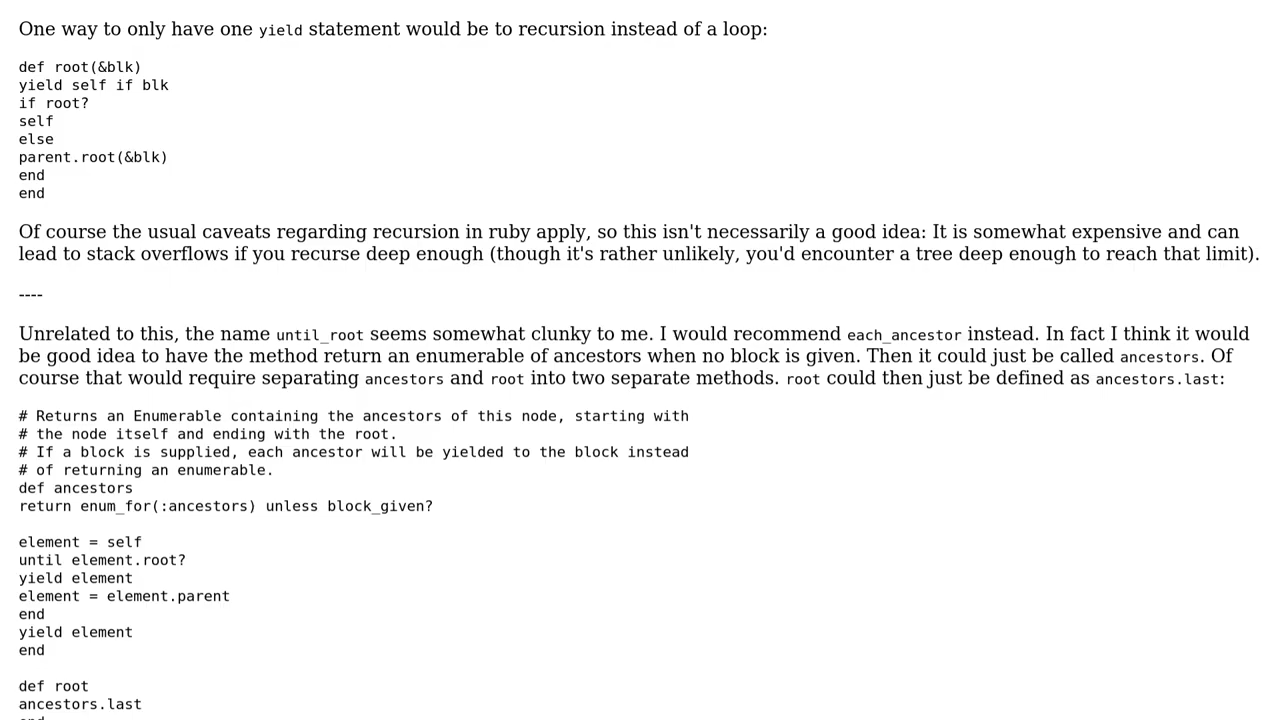 One way to only have one yield statement would be to recursion instead of a loop:
def root(&blk)
yield self if blk
if root?
self
else
parent.root(&blk)
end
end
Of course the usual caveats regarding recursion in ruby apply, so this isn't necessarily a good idea: It is somewhat expensive and can
lead to stack overflows if you recurse deep enough (though it's rather unlikely, you'd encounter a tree deep enough to reach that limit).
----
Unrelated to this, the name until_root seems somewhat clunky to me. I would recommend each_ancestor instead. In fact I think it would
be good idea to have the method return an enumerable of ancestors when no block is given. Then it could just be called ancestors. Of
course that would require separating ancestors and root into two separate methods. root could then just be defined as ancestors.last:
# Returns an Enumerable containing the ancestors of this node, starting with
# the node itself and ending with the root.
# If a block is supplied, each ancestor will be yielded to the block instead
# of returning an enumerable.
def ancestors
return enum_for(:ancestors) unless block_given?
element = self
until element.root?
yield element
element = element.parent
end
yield element
end
def root
ancestors.last